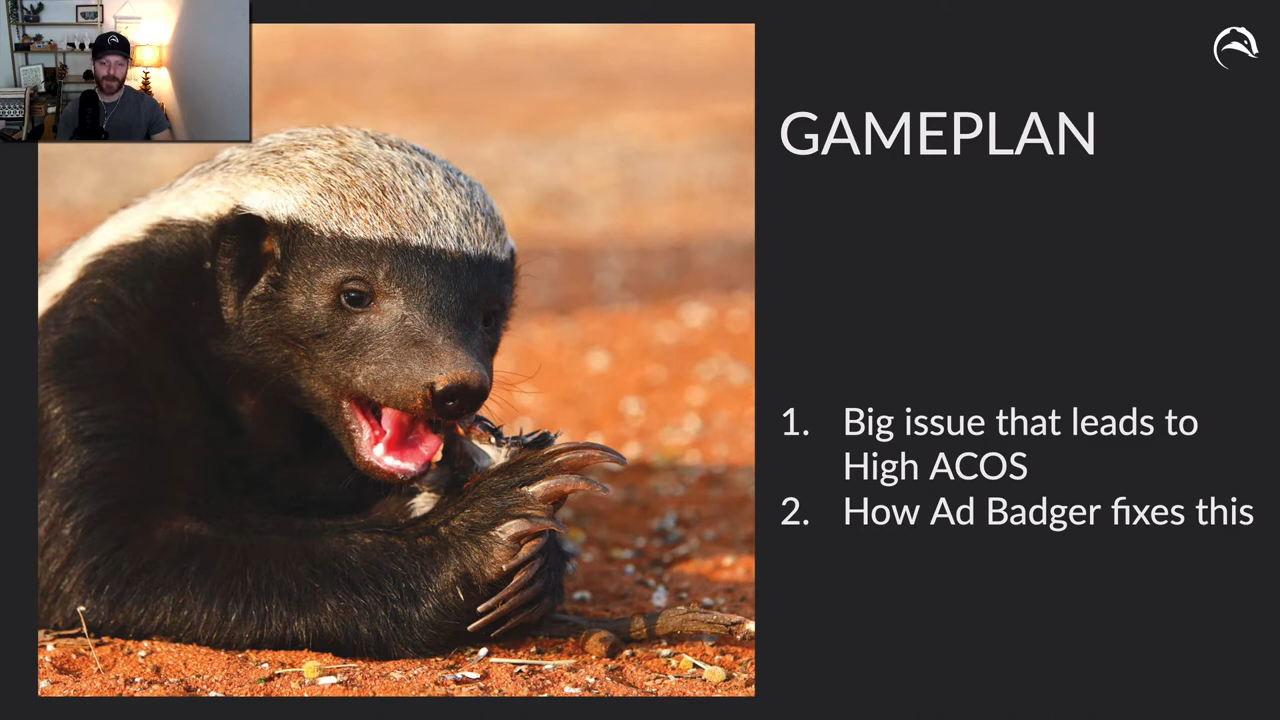 GAMEPLAN
1. Big issue that leads to
High ACOS
2. How Ad Badger fixes this